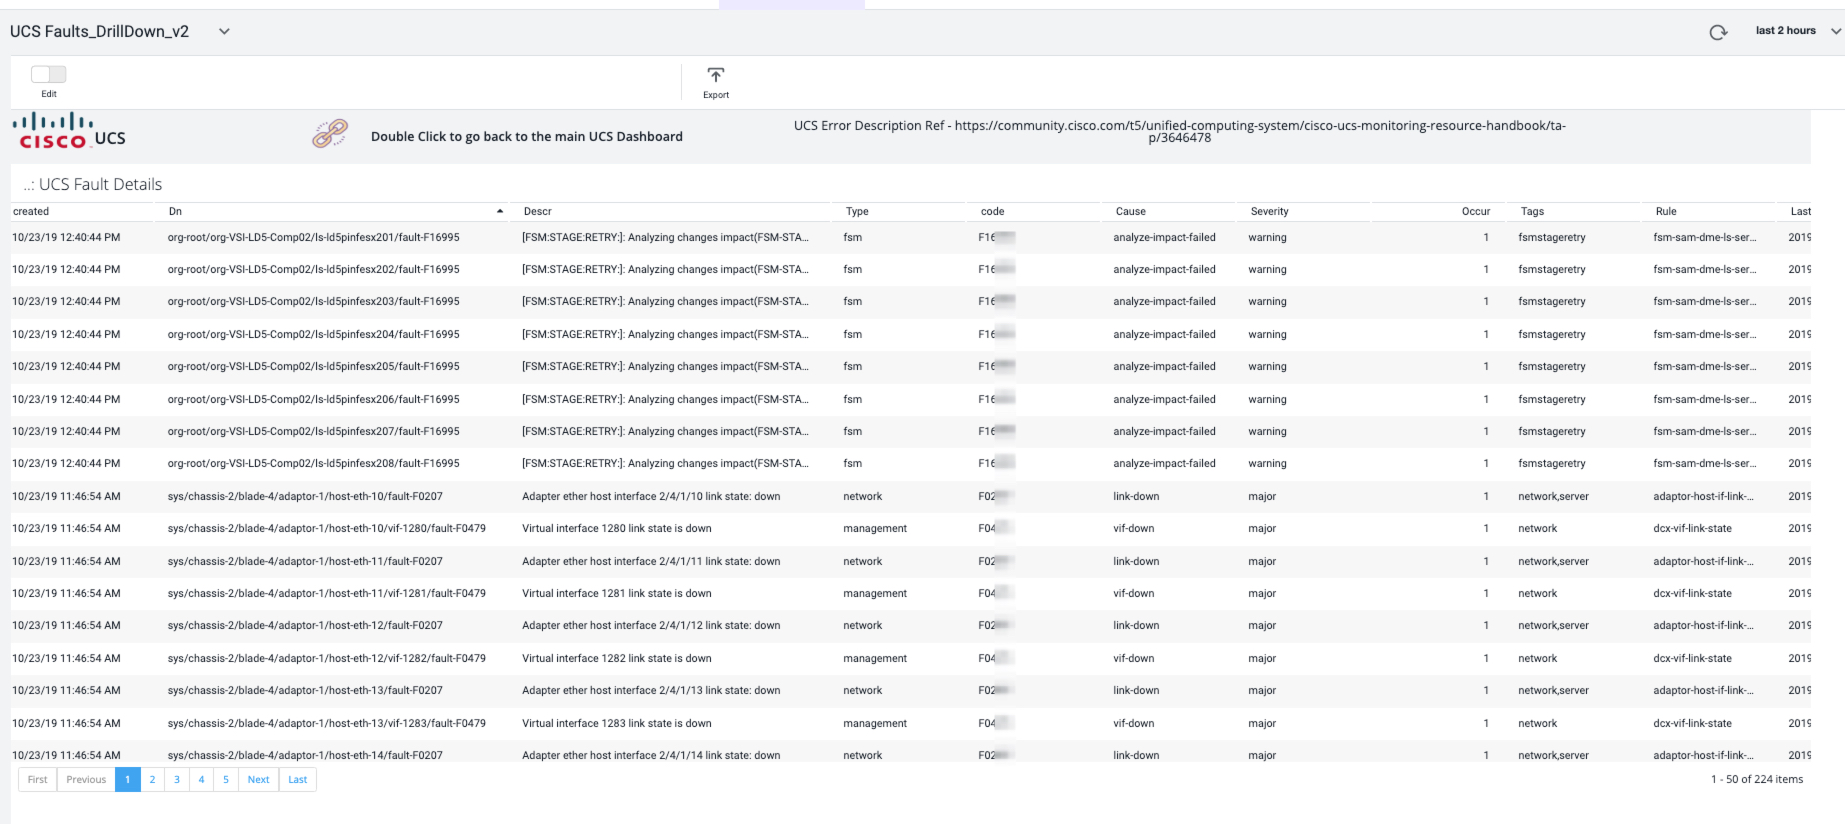 UCS Faults_DrillDown_v2
last 2 hours
Edit
Export
CISCO UCS
Double Click to go back to the main UCS Dashboard
UCS Error Description Ref - https://community.cisco.com/t5/unified-computing-system/cisco-ucs-monitoring-resource-handbook/ta-
p/3646478
..: UCS Fault Details
created Dn Descr Type code Cause Severity Occur Tags Rule Last
10/23/19 12:40:44 PM org-root/org-VSI-LD5-Comp02/ls-ld5pinfesx201/fault-F16995 [FSM:STAGE:RETRY:]: Analyzing changes impact(FSM-STA... fsm F16 analyze-impact-failed warning 1 fsmstageretry fsm-sam-dme-ls-ser... 2019
10/23/19 12:40:44 PM org-root/org-VSI-LD5-Comp02/ls-ld5pinfesx202/fault-F16995 [FSM:STAGE:RETRY:]: Analyzing changes impact(FSM-STA... fsm F16 analyze-impact-failed warning 1 fsmstageretry fsm-sam-dme-ls-ser... 2019
10/23/19 12:40:44 PM org-root/org-VSI-LD5-Comp02/ls-ld5pinfesx203/fault-F16995 [FSM:STAGE:RETRY:]: Analyzing changes impact(FSM-STA... fsm F16 analyze-impact-failed warning 1 fsmstageretry fsm-sam-dme-ls-ser... 2019
10/23/19 12:40:44 PM org-root/org-VSI-LD5-Comp02/ls-ld5pinfesx204/fault-F16995 [FSM:STAGE:RETRY:]: Analyzing changes impact(FSM-STA... fsm F16 analyze-impact-failed warning 1 fsmstageretry fsm-sam-dme-ls-ser... 2019
10/23/19 12:40:44 PM org-root/org-VSI-LD5-Comp02/ls-ld5pinfesx205/fault-F16995 [FSM:STAGE:RETRY:]: Analyzing changes impact(FSM-STA... fsm F16 analyze-impact-failed warning 1 fsmstageretry fsm-sam-dme-ls-ser... 2019
10/23/19 12:40:44 PM org-root/org-VSI-LD5-Comp02/ls-ld5pinfesx206/fault-F16995 [FSM:STAGE:RETRY:]: Analyzing changes impact(FSM-STA... fsm F16 analyze-impact-failed warning 1 fsmstageretry fsm-sam-dme-ls-ser... 2019
10/23/19 12:40:44 PM org-root/org-VSI-LD5-Comp02/ls-ld5pinfesx207/fault-F16995 [FSM:STAGE:RETRY:]: Analyzing changes impact(FSM-STA... fsm F16 analyze-impact-failed warning 1 fsmstageretry fsm-sam-dme-ls-ser... 2019
10/23/19 12:40:44 PM org-root/org-VSI-LD5-Comp02/ls-ld5pinfesx208/fault-F16995 [FSM:STAGE:RETRY:]: Analyzing changes impact(FSM-STA... fsm F16 analyze-impact-failed warning 1 fsmstageretry fsm-sam-dme-ls-ser... 2019
10/23/19 11:46:54 AM sys/chassis-2/blade-4/adaptor-1/host-eth-10/fault-F0207 Adapter ether host interface 2/4/1/10 link state: down network F02 link-down major 1 network,server adaptor-host-if-link-... 2019
10/23/19 11:46:54 AM sys/chassis-2/blade-4/adaptor-1/host-eth-10/vif-1280/fault-F0479 Virtual interface 1280 link state is down management F04 vif-down major 1 network dcx-vif-link-state 2019
10/23/19 11:46:54 AM sys/chassis-2/blade-4/adaptor-1/host-eth-11/fault-F0207 Adapter ether host interface 2/4/1/11 link state: down network F02 link-down major 1 network,server adaptor-host-if-link-... 2019
10/23/19 11:46:54 AM sys/chassis-2/blade-4/adaptor-1/host-eth-11/vif-1281/fault-F0479 Virtual interface 1281 link state is down management F04 vif-down major 1 network dcx-vif-link-state 2019
10/23/19 11:46:54 AM sys/chassis-2/blade-4/adaptor-1/host-eth-12/fault-F0207 Adapter ether host interface 2/4/1/12 link state: down network F02 link-down major 1 network,server adaptor-host-if-link-... 2019
10/23/19 11:46:54 AM sys/chassis-2/blade-4/adaptor-1/host-eth-12/vif-1282/fault-F0479 Virtual interface 1282 link state is down management F04 vif-down major 1 network dcx-vif-link-state 2019
10/23/19 11:46:54 AM sys/chassis-2/blade-4/adaptor-1/host-eth-13/fault-F0207 Adapter ether host interface 2/4/1/13 link state: down network F02 link-down major 1 network,server adaptor-host-if-link-... 2019
10/23/19 11:46:54 AM sys/chassis-2/blade-4/adaptor-1/host-eth-13/vif-1283/fault-F0479 Virtual interface 1283 link state is down management F04 vif-down major 1 network dcx-vif-link-state 2019
10/23/19 11:46:54 AM sys/chassis-2/blade-4/adaptor-1/host-eth-14/fault-F0207 Adapter ether host interface 2/4/1/14 link state: down network F02 link-down major 1 network,server adaptor-host-if-link-... 2019
First Previous 1 2 3 4 5 Next Last 1 - 50 of 224 items